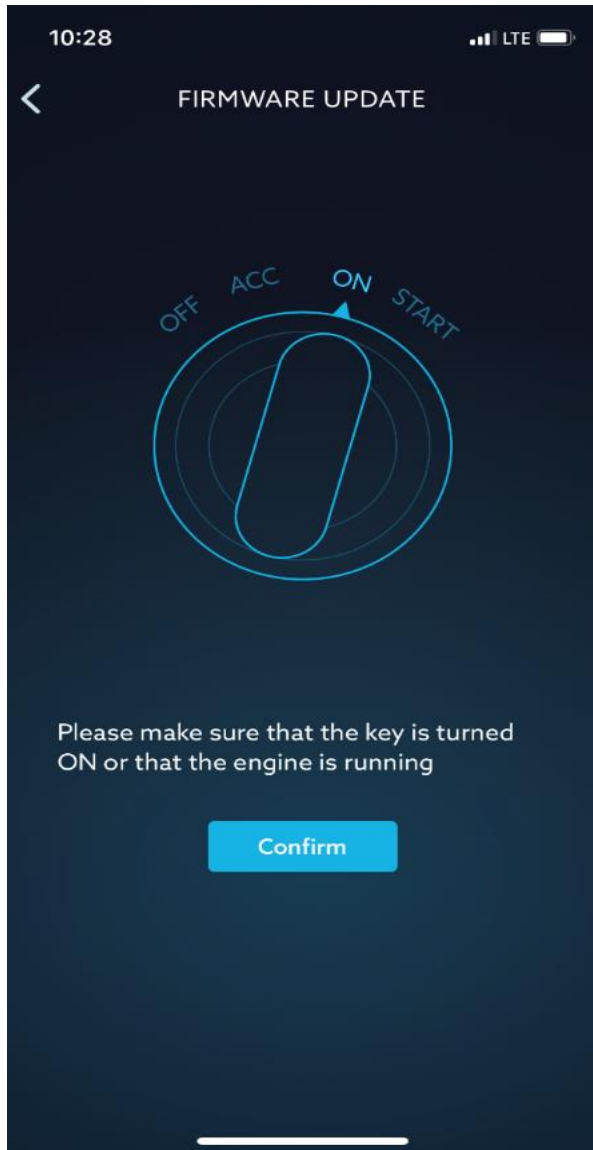 10:28 LTE
FIRMWARE UPDATE
OFF ACC ON START
Please make sure that the key is turned
ON or that the engine is running
Confirm